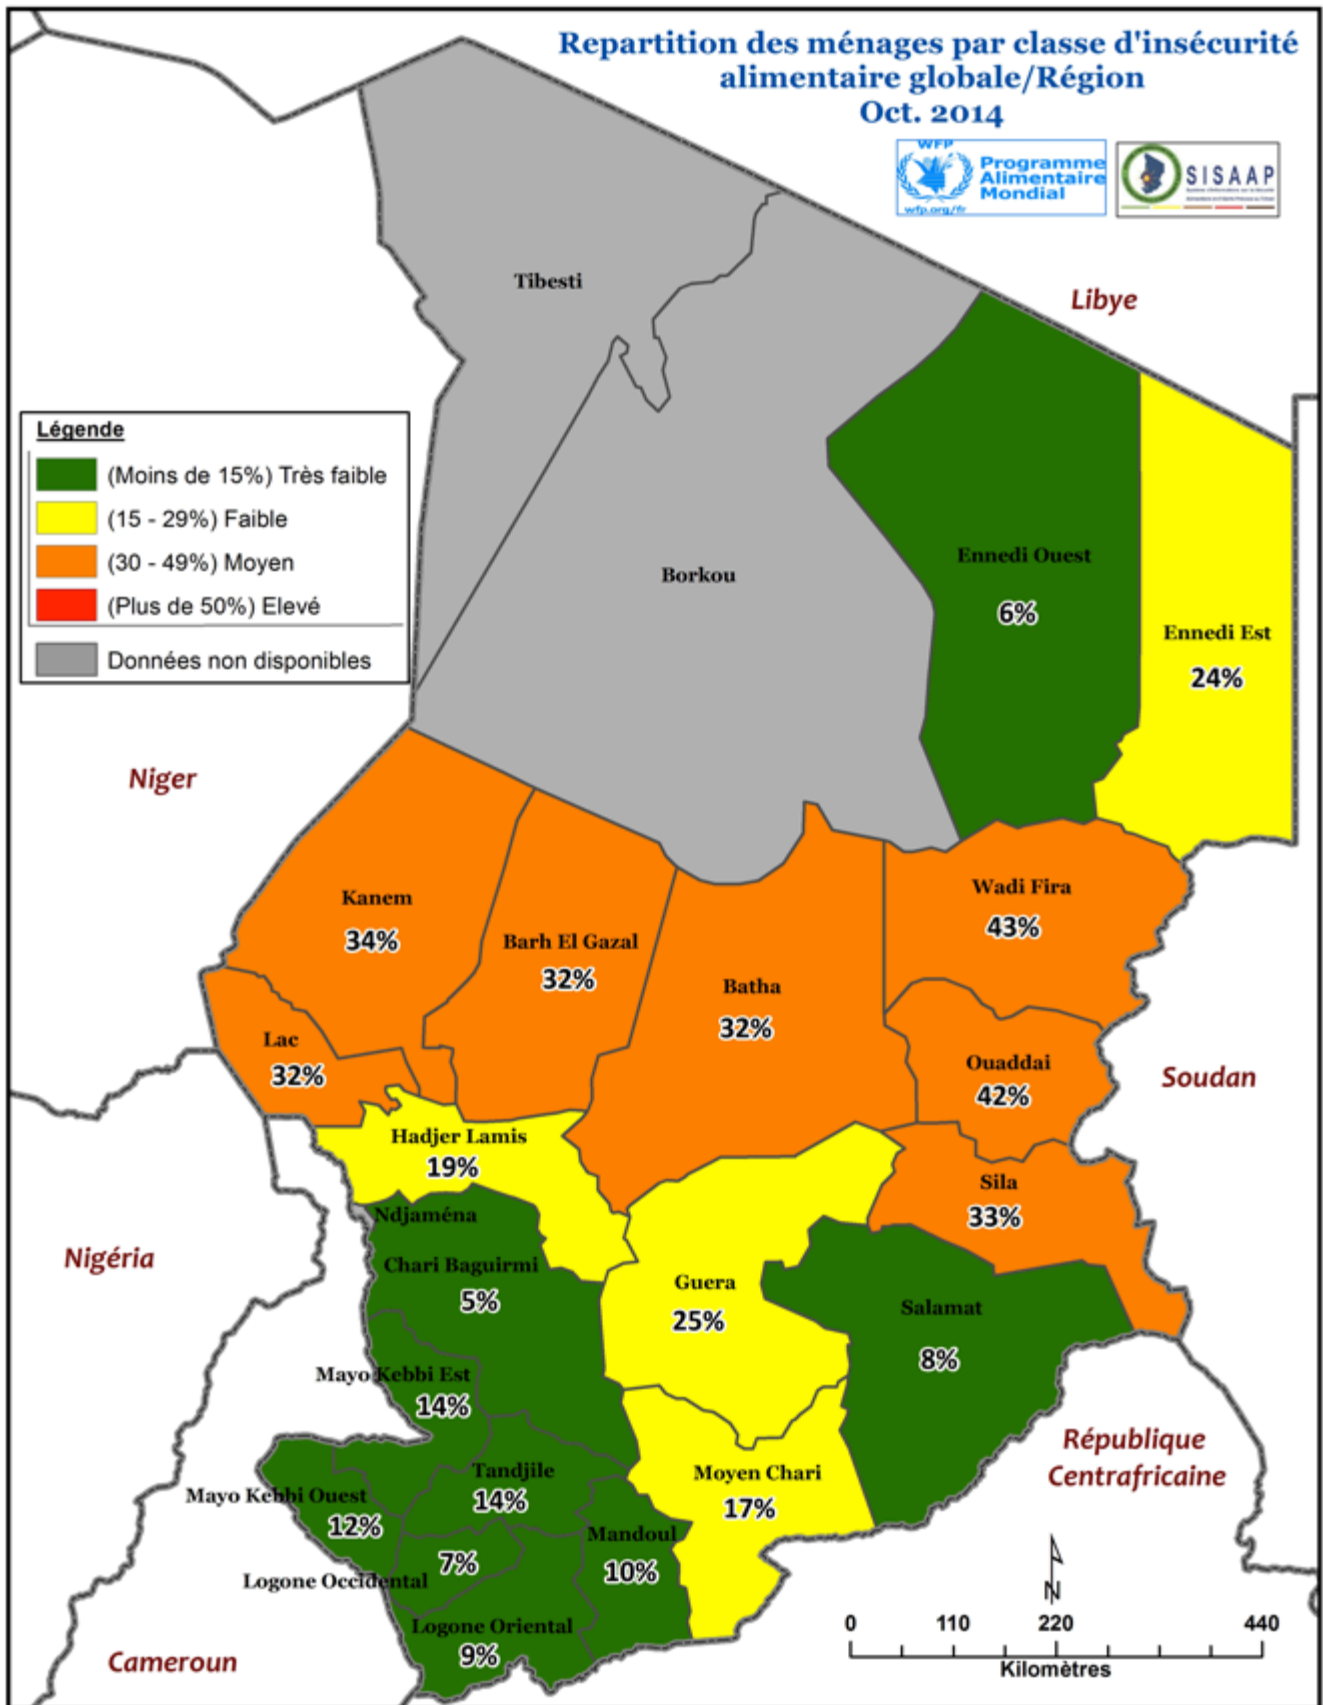 Repartition des ménages par classe d'insécurité
alimentaire globale/Région
Oct. 2014
WFP
Programme
Alimentaire
Mondial
wfp.org/fr
SISAAP
Libye
Tibesti
Légende
(Moins de 15%) Très faible
(15 - 29%) Faible
(30 - 49%) Moyen
(Plus de 50%) Elevé
Données non disponibles
Borkou
Ennedi Ouest
6%
Ennedi Est
24%
Niger
Kanem
34%
Barh El Gazal
32%
Batha
32%
Wadi Fira
43%
Lac
32%
Ouaddai
42%
Soudan
Hadjer Lamis
19%
Sila
33%
Ndjaména
Nigéria
Chari Baguirmi
5%
Guera
25%
Salamat
8%
Mayo Kebbi Est
14%
République
Centrafricaine
Tandjile
14%
Moyen Chari
17%
Mayo Kebbi Ouest
12%
Mandoul
10%
7%
Logone Occidental
Logone Oriental
9%
Cameroun
N
0 110 220 440
Kilomètres